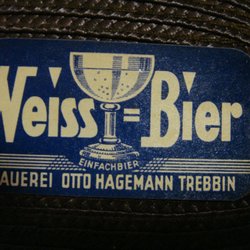 Weiss=Bier
EINFACHBIER
AUEREI OTTO HAGEMANN TREBBIN